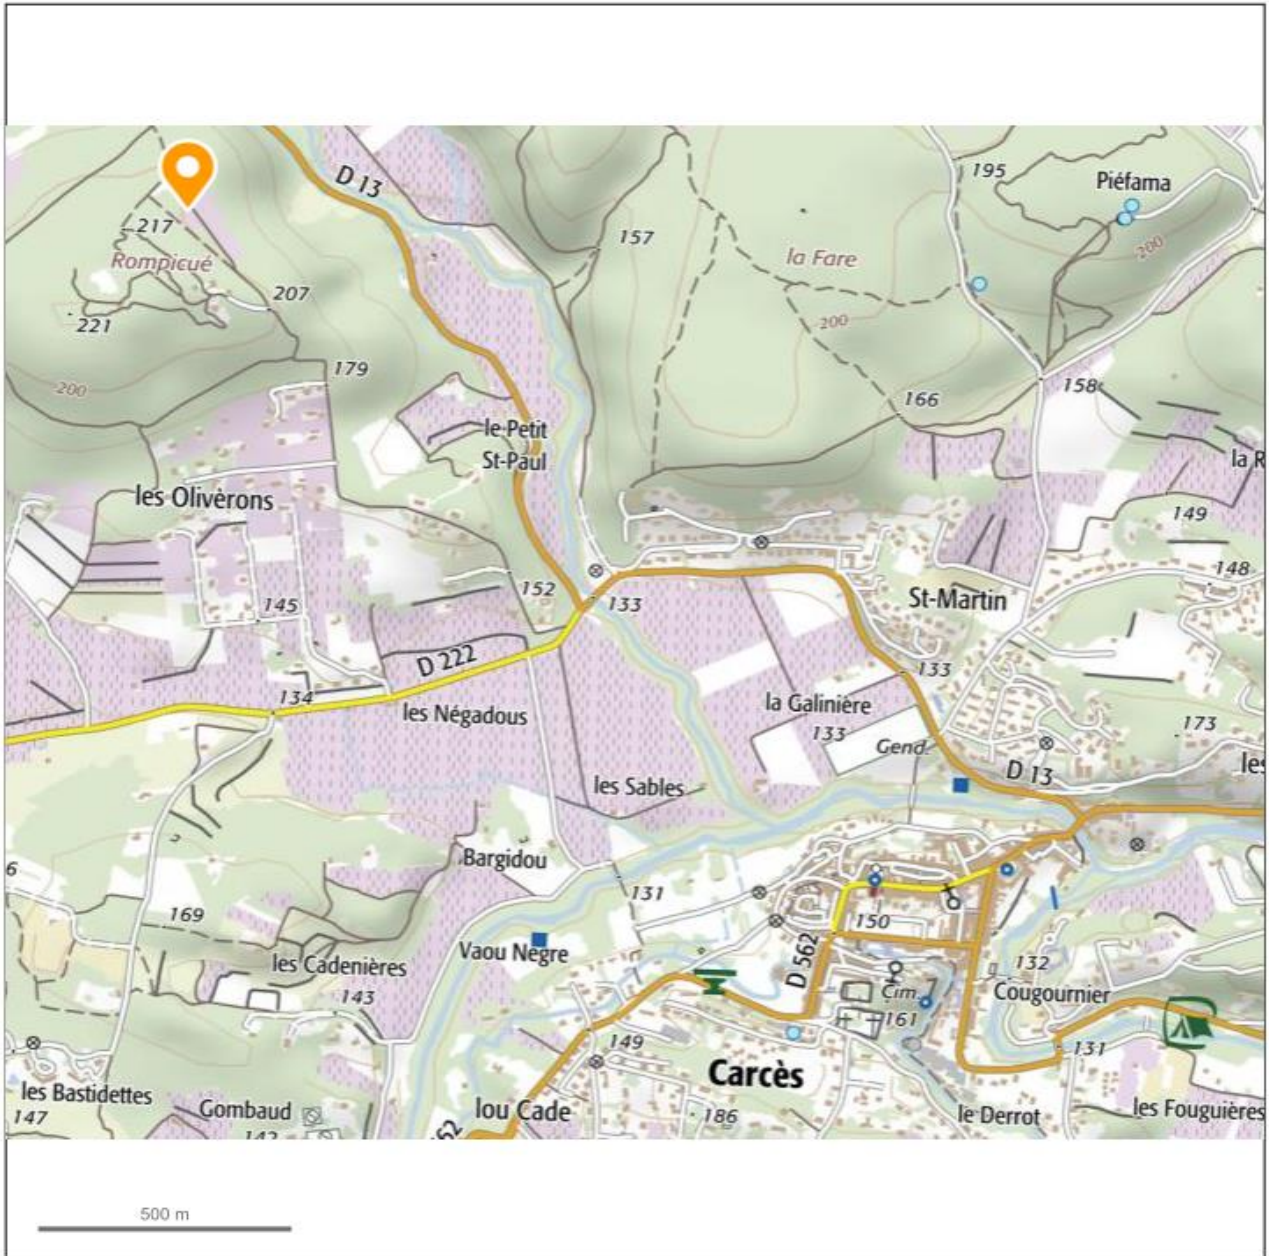 D 13
195
Piéfama
217
157
la Fare
200
Rompicué
207
221
200
179
200
158
166
le Petit
St-Paul
la R
les Olivèrons
149
148
152
133
St-Martin
145
D 222
133
134
la Galinière
les Négadous
133
173
Gend.
les
D 13
les Sables
Bargidou
6
131
169
150
Vaou Nègre
D 562
les Cadenières
132
Cim.
Cougournier
143
161
149
131
Carcès
les Bastidettes
Gombaud
lou Cade
186
le Derrot
les Fouguières
147
142
62
500 m